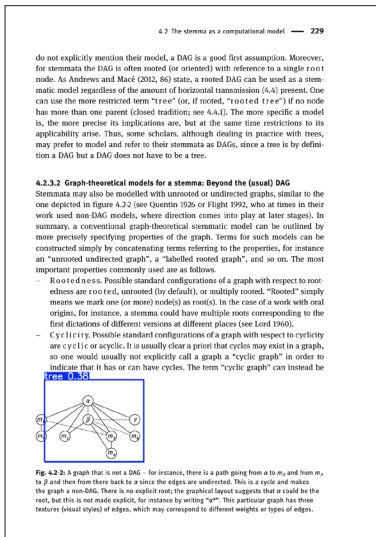 4.2 The stemma as a computational model — 229
do not explicitly mention their model, a DAG is a good first assumption. Moreover,
for stemmata the DAG is often rooted (or oriented) with reference to a single root
node. As Andrews and Macé (2012, 86) state, a rooted DAG can be used as a stem-
matic model regardless of the amount of horizontal transmission (4.4) present. One
can use the more restricted term "tree" (or, if rooted, "rooted tree") if no node
has more than one parent (closed tradition; see 4.4.1). The more specific a model
is, the more precise its implications are, but at the same time restrictions to its
applicability arise. Thus, some scholars, although dealing in practice with trees,
may prefer to model and refer to their stemmata as DAGs, since a tree is by defini-
tion a DAG but a DAG does not have to be a tree.
4.2.3.2 Graph-theoretical models for a stemma: Beyond the (usual) DAG
Stemmata may also be modelled with unrooted or undirected graphs, similar to the
one depicted in figure 4.2-2 (see Quentin 1926 or Flight 1992, who at times in their
work used non-DAG models, where direction comes into play at later stages). In
summary, a conventional graph-theoretical stemmatic model can be outlined by
more precisely specifying properties of the graph. Terms for such models can be
constructed simply by concatenating terms referring to the properties, for instance
an "unrooted undirected graph", a "labelled rooted graph", and so on. The most
important properties commonly used are as follows.
– Rootedness. Possible standard configurations of a graph with respect to root-
edness are rooted, unrooted (by default), or multiply rooted. "Rooted" simply
means we mark one (or more) node(s) as root(s). In the case of a work with oral
origins, for instance, a stemma could have multiple roots corresponding to the
first dictations of different versions at different places (see Lord 1960).
– Cyclicity. Possible standard configurations of a graph with respect to cyclicity
are cyclic or acyclic. It is usually clear a priori that cycles may exist in a graph,
so one would usually not explicitly call a graph a "cyclic graph" in order to
indicate that it has or can have cycles. The term "cyclic graph" can instead be
tree 0.38
α
β
γ
Fig. 4.2-2: A graph that is not a DAG – for instance, there is a path going from α to m₃ and from m₃
to β and then from there back to α since the edges are undirected. This is a cycle and makes
the graph a non-DAG. There is no explicit root; the graphical layout suggests that α could be the
root, but this is not made explicit, for instance by writing "α*". This particular graph has three
textures (visual styles) of edges, which may correspond to different weights or types of edges.